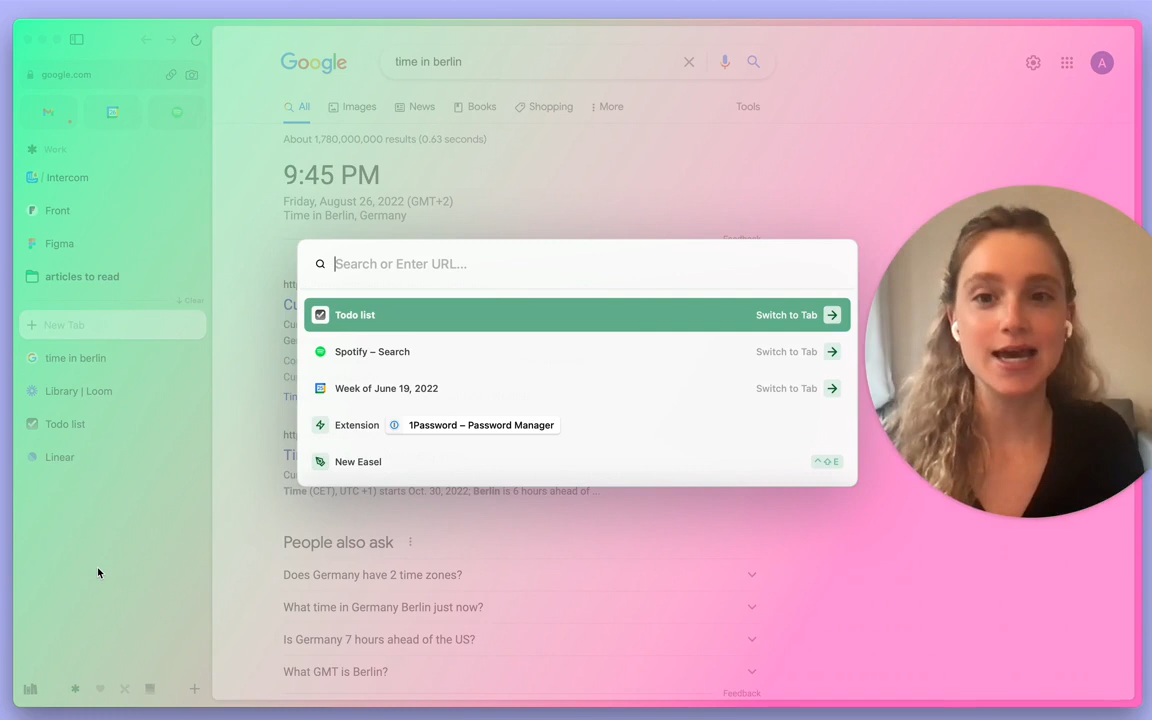 google.com
Work
/ Intercom
Front
Figma
articles to read
↓ Clear
+ New Tab
time in berlin
Library | Loom
Todo list
Linear
Google
time in berlin
A
All
Images
News
Books
Shopping
More
Tools
About 1,780,000,000 results (0.63 seconds)
9:45 PM
Friday, August 26, 2022 (GMT+2)
Time in Berlin, Germany
Feedback
Search or Enter URL...
Todo list
Switch to Tab
Spotify – Search
Switch to Tab
Week of June 19, 2022
Switch to Tab
Extension
1Password – Password Manager
New Easel
E
Time (CET), UTC +1) starts Oct. 30, 2022; Berlin is 6 hours ahead of ...
People also ask
Does Germany have 2 time zones?
What time in Germany Berlin just now?
Is Germany 7 hours ahead of the US?
What GMT is Berlin?
Feedback